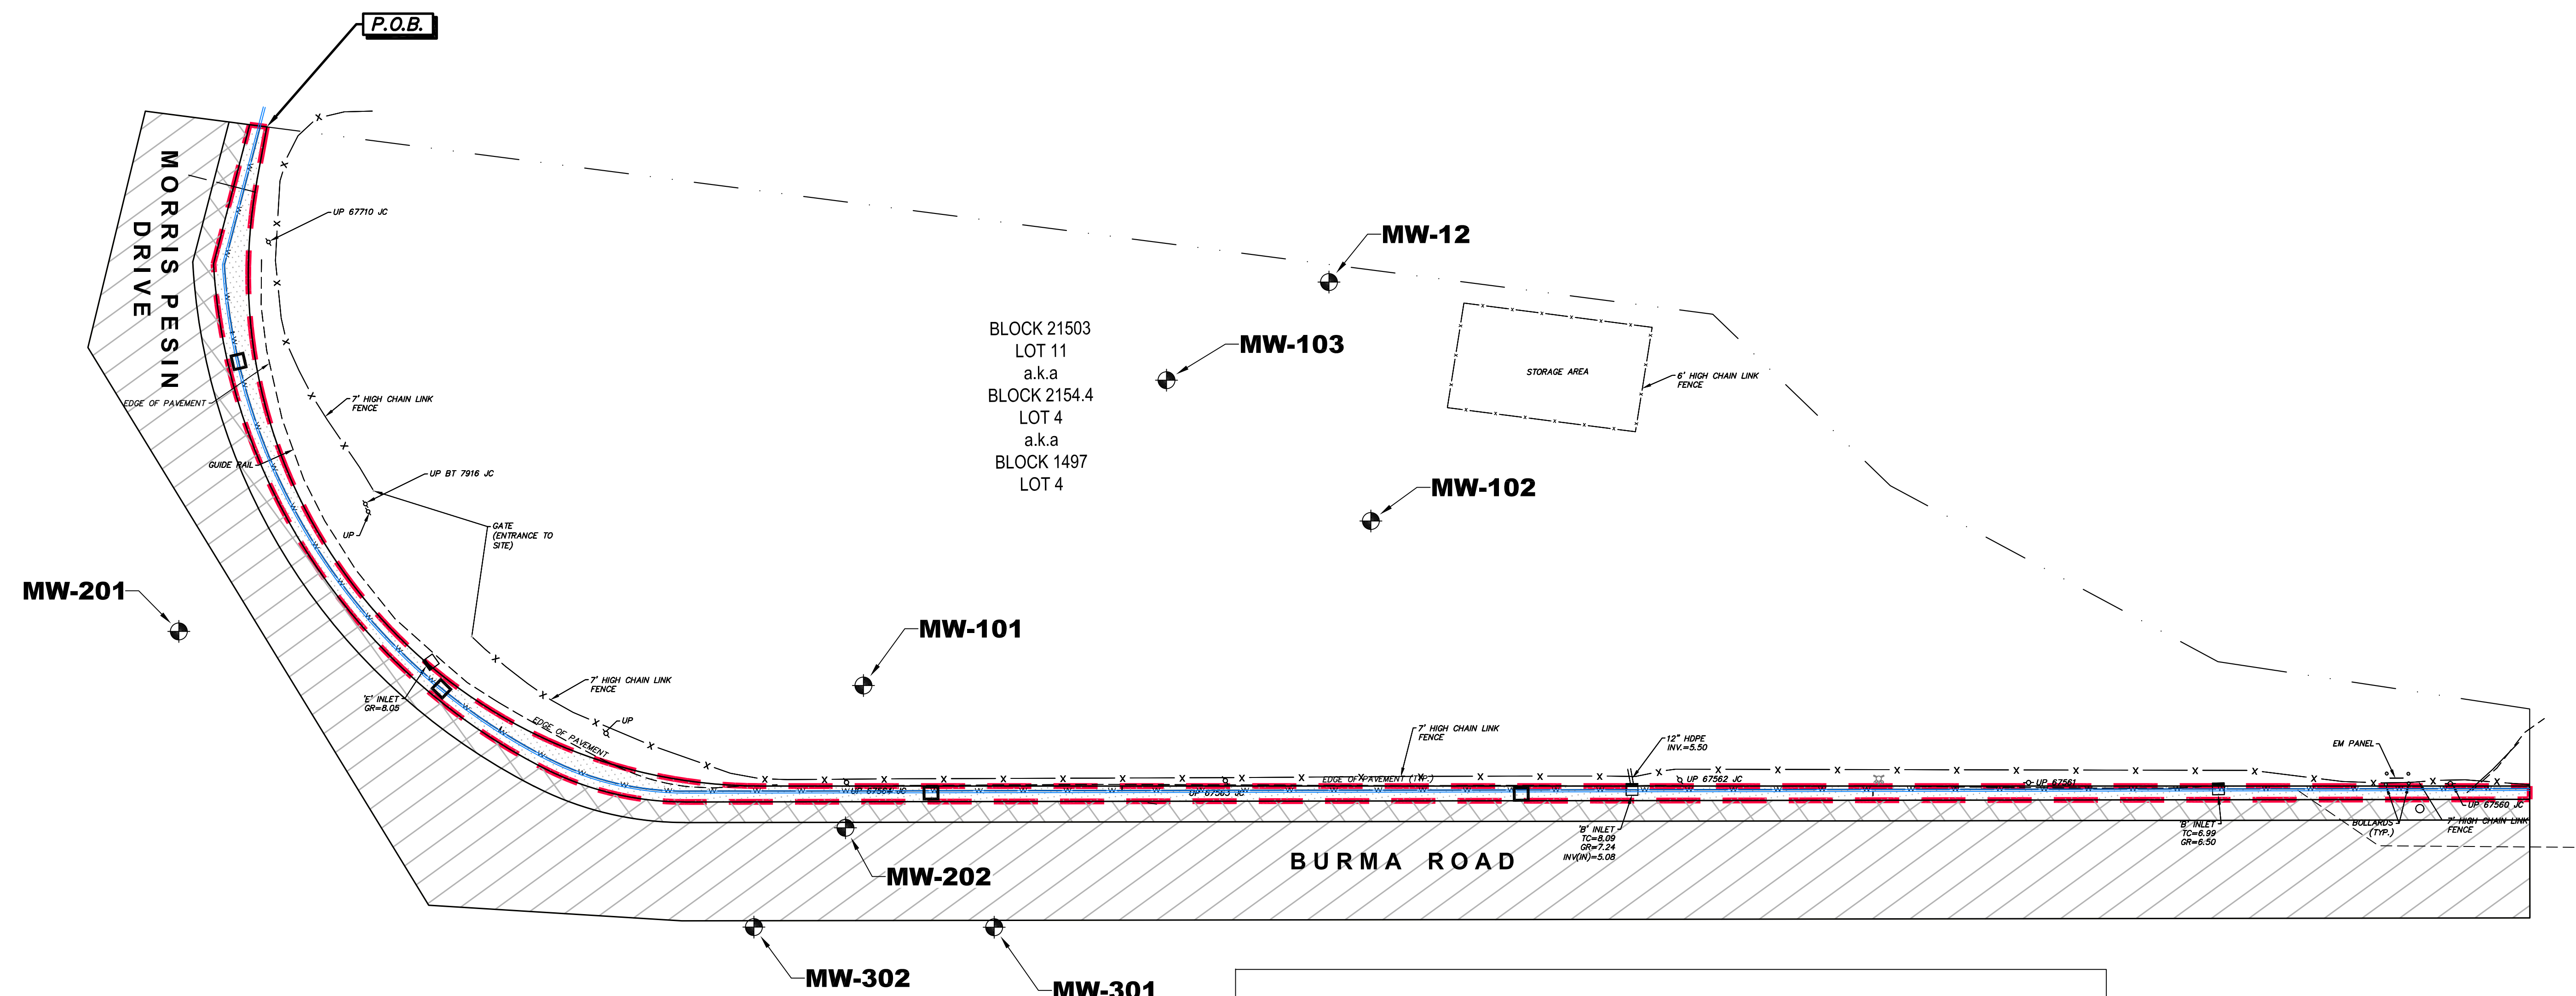 P.O.B.
MORRIS PESIN
DRIVE
UP 67710 JC
MW-12
BLOCK 21503
LOT 11
a.k.a
BLOCK 2154.4
LOT 4
a.k.a
BLOCK 1497
LOT 4
MW-103
STORAGE AREA
6' HIGH CHAIN LINK
FENCE
EDGE OF PAVEMENT
7' HIGH CHAIN LINK
FENCE
GUIDE RAIL
UP BT 7916 JC
UP
GATE
(ENTRANCE TO
SITE)
MW-102
MW-201
MW-101
'E' INLET
GR=8.05
7' HIGH CHAIN LINK
FENCE
UP
EDGE OF PAVEMENT
7' HIGH CHAIN LINK
FENCE
12" HDPE
INV.=5.50
EM PANEL
EDGE OF PAVEMENT (TYP.)
UP 67564 JC
UP 67563 JC
UP 67562 JC
UP 67561
UP 67560 JC
'B' INLET
TC=8.09
GR=7.24
INV(IN)=5.08
'B' INLET
TC=6.99
GR=6.50
BOLLARDS
(TYP.)
7' HIGH CHAIN LINK
FENCE
BURMA ROAD
MW-202
MW-302
MW-301